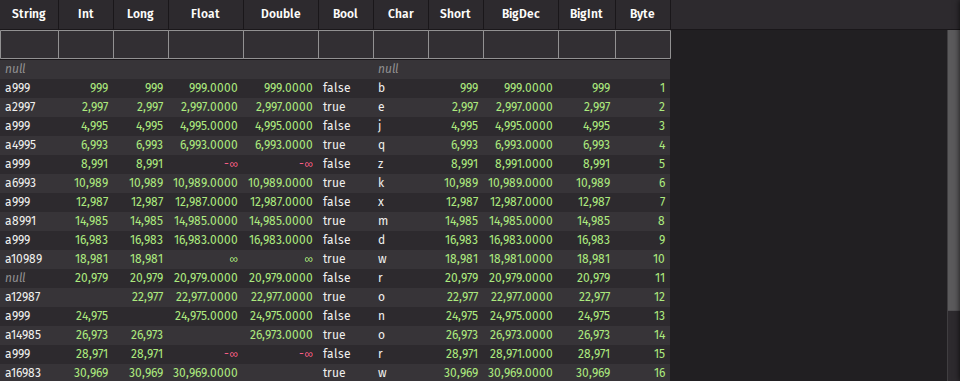 String Int Long Float Double Bool Char Short BigDec BigInt Byte
null null
a999 999 999 999.0000 999.0000 false b 999 999.0000 999 1
a2997 2,997 2,997 2,997.0000 2,997.0000 true e 2,997 2,997.0000 2,997 2
a999 4,995 4,995 4,995.0000 4,995.0000 false j 4,995 4,995.0000 4,995 3
a4995 6,993 6,993 6,993.0000 6,993.0000 true q 6,993 6,993.0000 6,993 4
a999 8,991 8,991 -∞ -∞ false z 8,991 8,991.0000 8,991 5
a6993 10,989 10,989 10,989.0000 10,989.0000 true k 10,989 10,989.0000 10,989 6
a999 12,987 12,987 12,987.0000 12,987.0000 false x 12,987 12,987.0000 12,987 7
a8991 14,985 14,985 14,985.0000 14,985.0000 true m 14,985 14,985.0000 14,985 8
a999 16,983 16,983 16,983.0000 16,983.0000 false d 16,983 16,983.0000 16,983 9
a10989 18,981 18,981 ∞ ∞ true w 18,981 18,981.0000 18,981 10
null 20,979 20,979 20,979.0000 20,979.0000 false r 20,979 20,979.0000 20,979 11
a12987 22,977 22,977.0000 22,977.0000 true o 22,977 22,977.0000 22,977 12
a999 24,975 24,975.0000 24,975.0000 false n 24,975 24,975.0000 24,975 13
a14985 26,973 26,973 26,973.0000 true o 26,973 26,973.0000 26,973 14
a999 28,971 28,971 -∞ -∞ false r 28,971 28,971.0000 28,971 15
a16983 30,969 30,969 30,969.0000 true w 30,969 30,969.0000 30,969 16